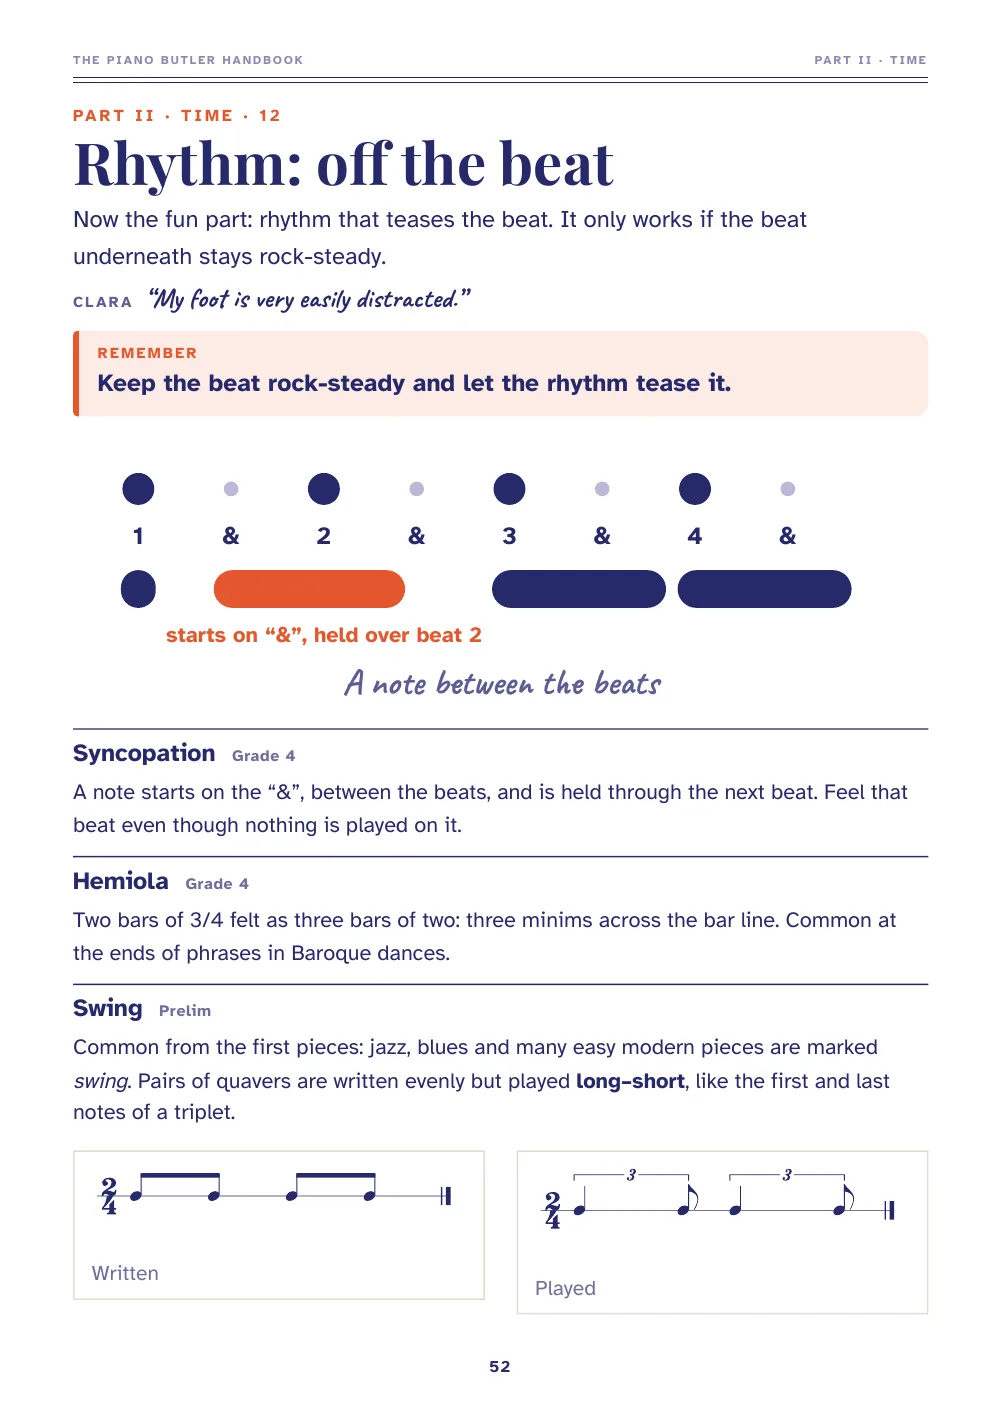 THE PIANO BUTLER HANDBOOK
PART II · TIME
PART II · TIME · 12
Rhythm: off the beat
Now the fun part: rhythm that teases the beat. It only works if the beat
underneath stays rock-steady.
CLARA “My foot is very easily distracted.”
REMEMBER
Keep the beat rock-steady and let the rhythm tease it.
1 & 2 & 3 & 4 &
starts on “&”, held over beat 2
A note between the beats
Syncopation Grade 4
A note starts on the “&”, between the beats, and is held through the next beat. Feel that
beat even though nothing is played on it.
Hemiola Grade 4
Two bars of 3/4 felt as three bars of two: three minims across the bar line. Common at
the ends of phrases in Baroque dances.
Swing Prelim
Common from the first pieces: jazz, blues and many easy modern pieces are marked
swing. Pairs of quavers are written evenly but played long–short, like the first and last
notes of a triplet.
2
4
Written
3 3
2
4
Played
52